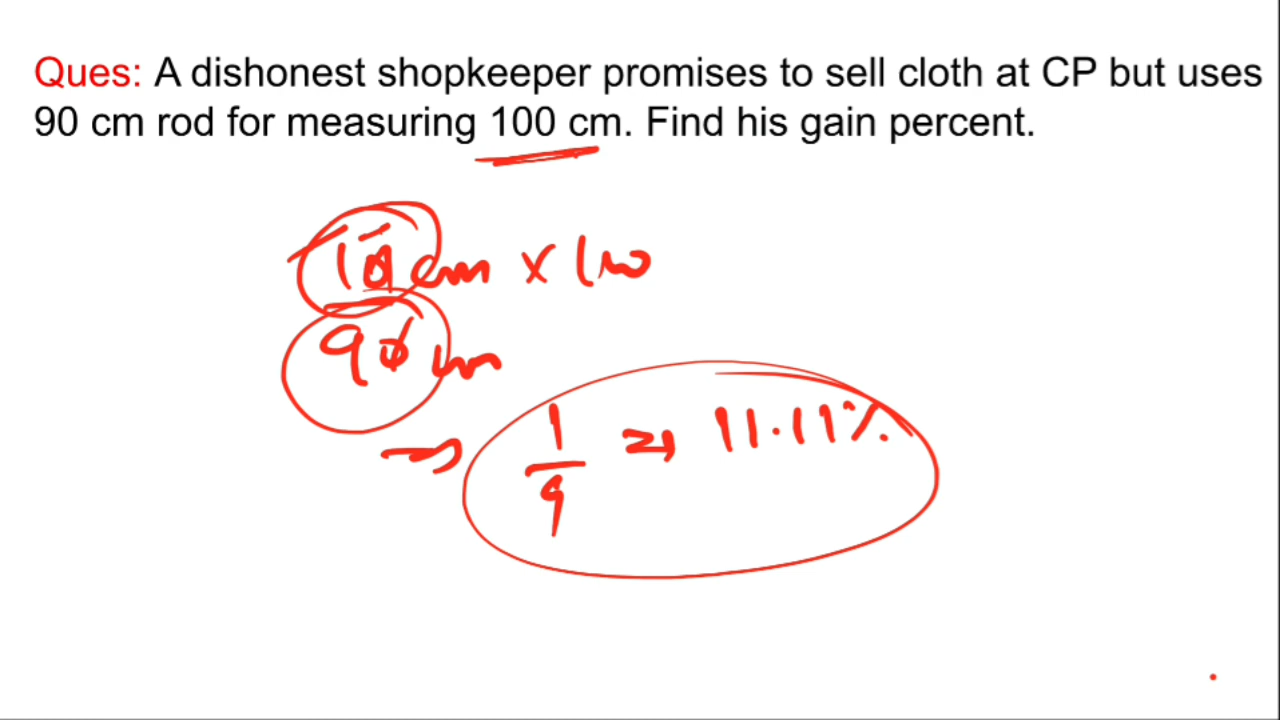 Ques: A dishonest shopkeeper promises to sell cloth at CP but uses
90 cm rod for measuring 100 cm. Find his gain percent.
10 cm × 100
90 cm
⇒ 1/9 ⇒ 11.11%